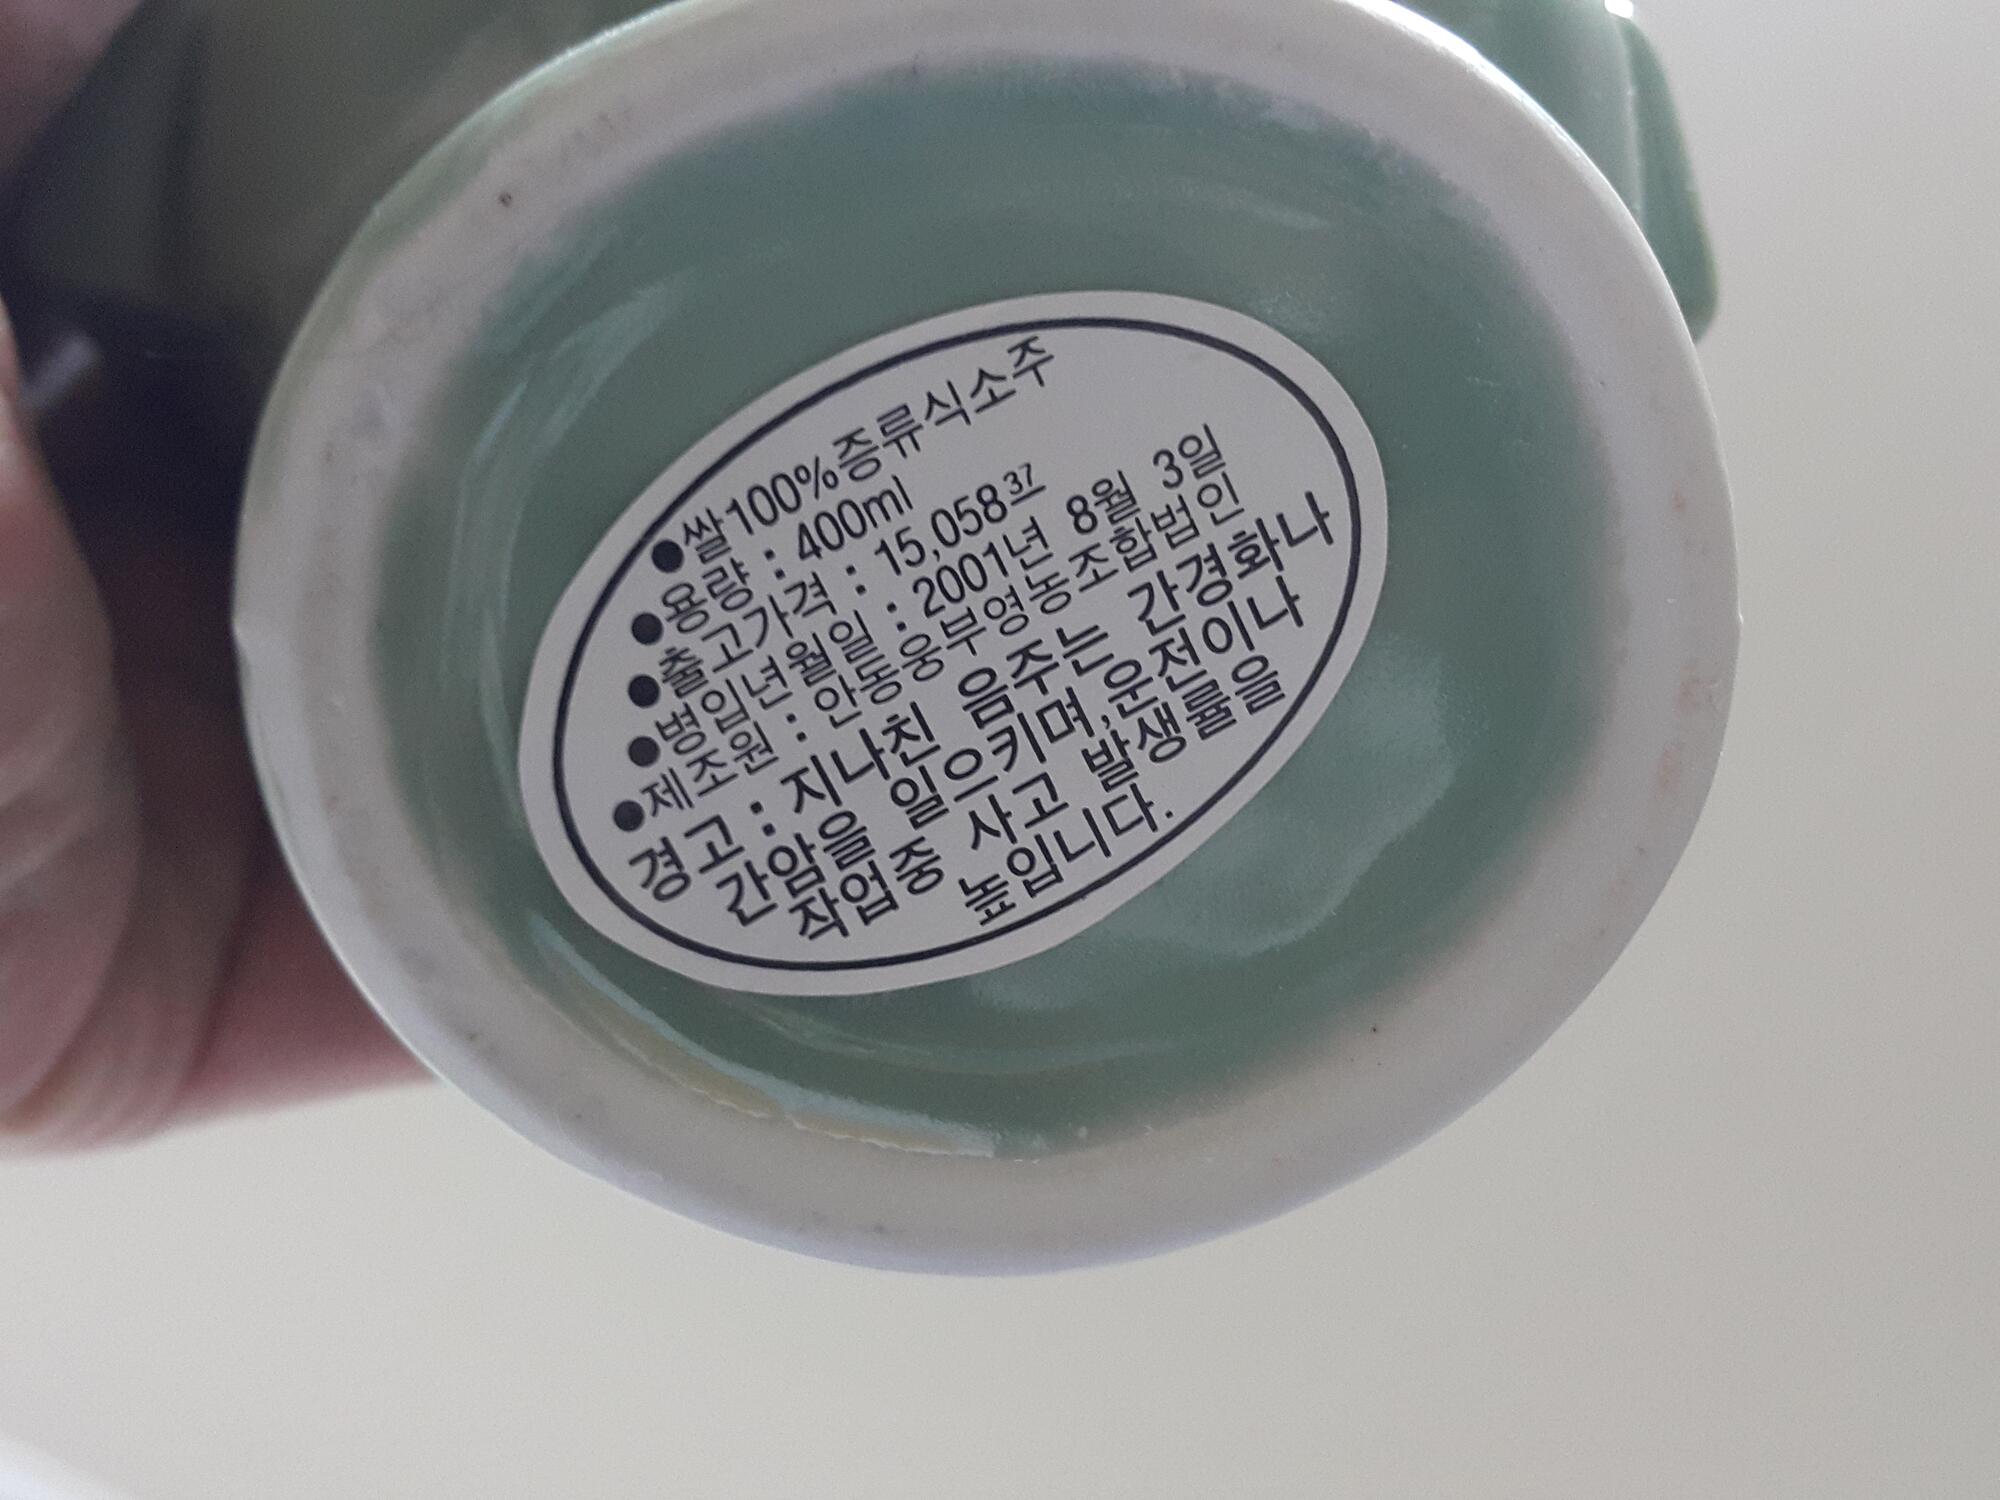 ●쌀100%증류식소주
●용량 : 400ml
●출고가격 : 15,058.37
●병입년월일 : 2001년 8월 3일
●제조원 : 안동웅부영농조합법인
경고 : 지나친 음주는 간경화나
간암을 일으키며,운전이나
작업중 사고 발생률을
높입니다.